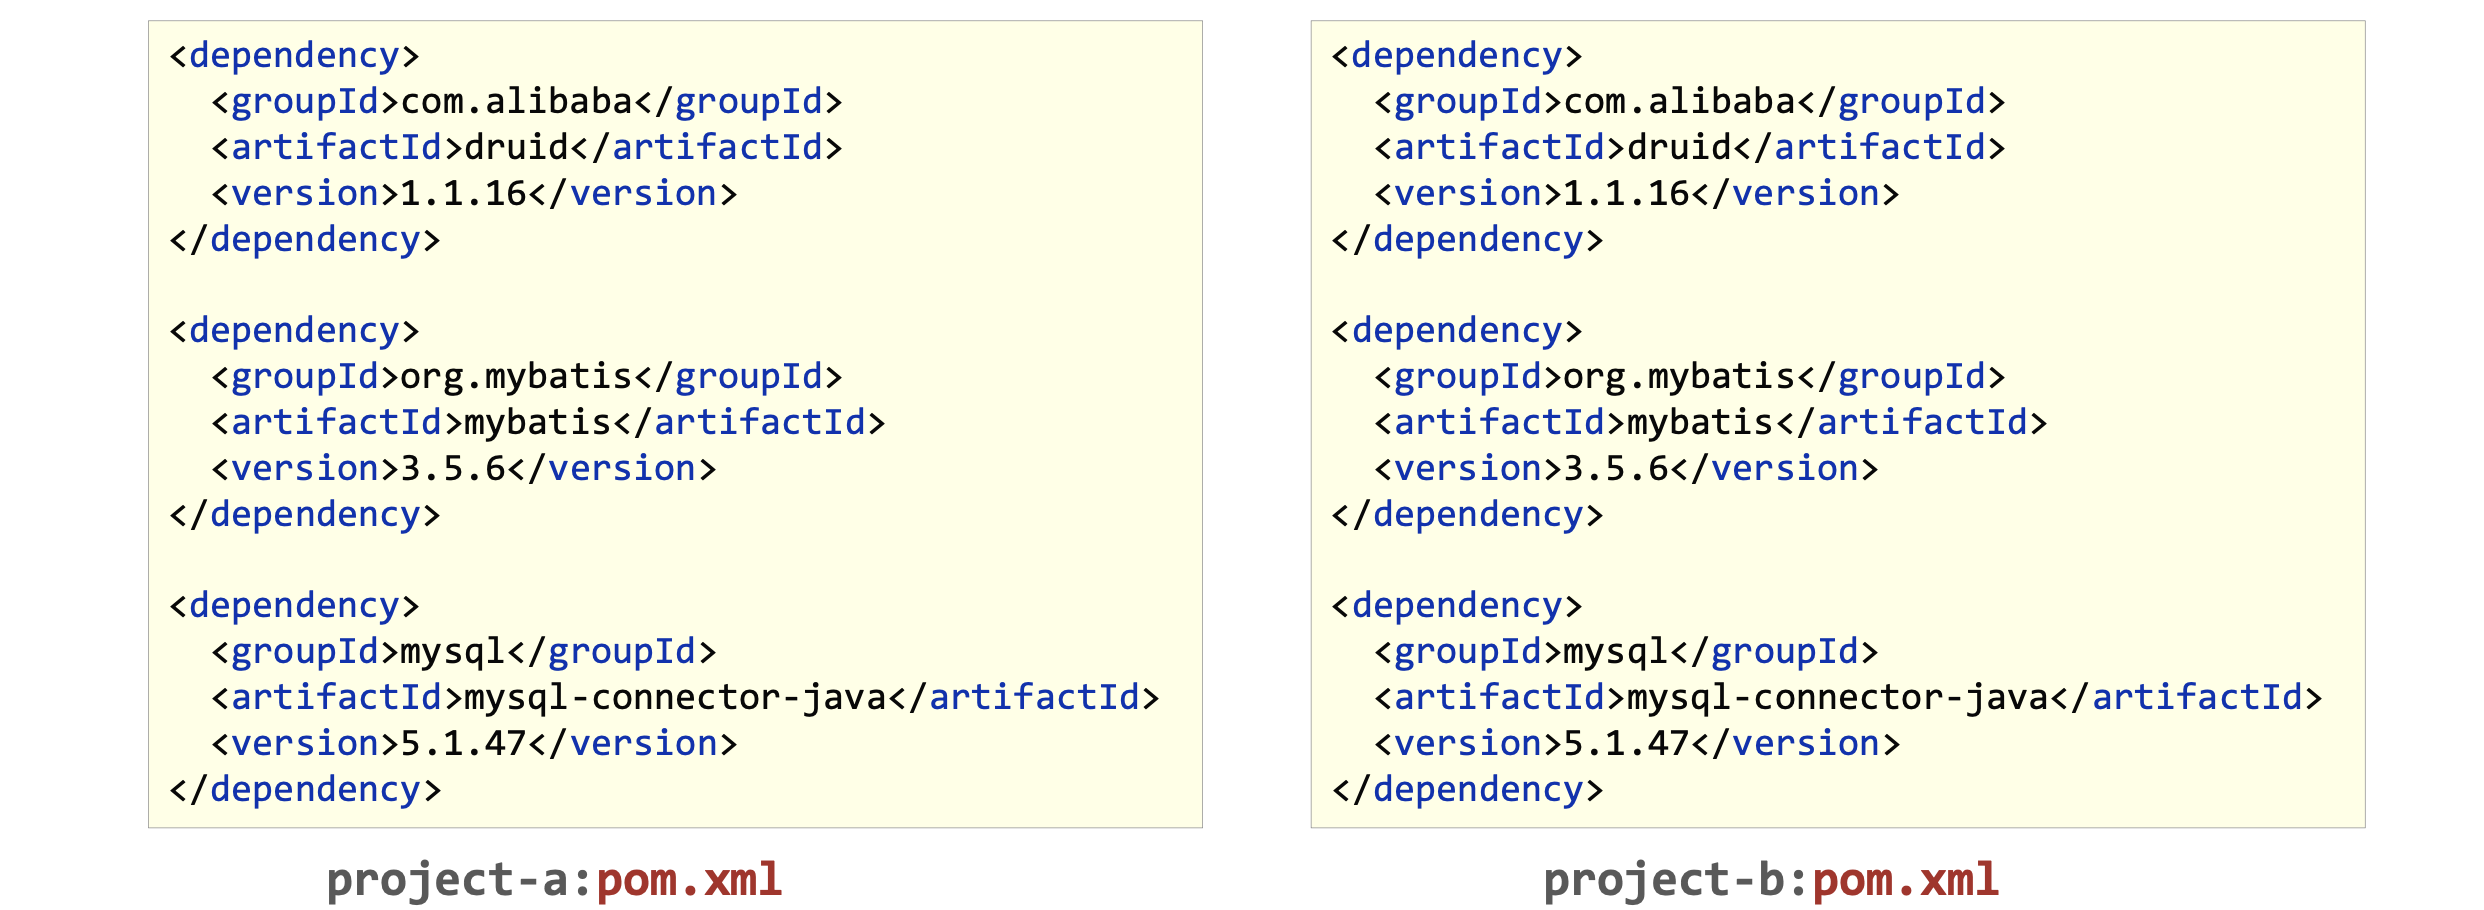 <dependency>
  <groupId>com.alibaba</groupId>
  <artifactId>druid</artifactId>
  <version>1.1.16</version>
</dependency>

<dependency>
  <groupId>org.mybatis</groupId>
  <artifactId>mybatis</artifactId>
  <version>3.5.6</version>
</dependency>

<dependency>
  <groupId>mysql</groupId>
  <artifactId>mysql-connector-java</artifactId>
  <version>5.1.47</version>
</dependency>
project-a:pom.xml
<dependency>
  <groupId>com.alibaba</groupId>
  <artifactId>druid</artifactId>
  <version>1.1.16</version>
</dependency>

<dependency>
  <groupId>org.mybatis</groupId>
  <artifactId>mybatis</artifactId>
  <version>3.5.6</version>
</dependency>

<dependency>
  <groupId>mysql</groupId>
  <artifactId>mysql-connector-java</artifactId>
  <version>5.1.47</version>
</dependency>
project-b:pom.xml